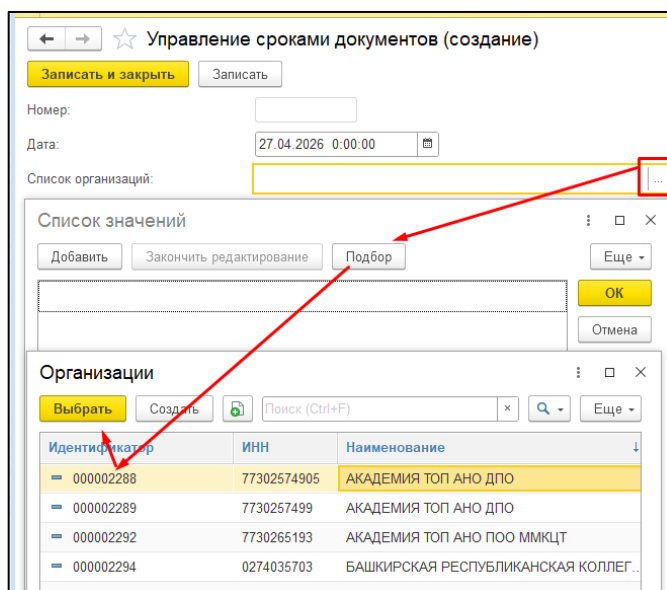 Управление сроками документов (создание)
Записать и закрыть Записать
Номер:
Дата: 27.04.2026 0:00:00
Список организаций: ...
Список значений
Добавить Закончить редактирование Подбор Еще
ОК
Отмена
Организации
Выбрать Создать Поиск (Ctrl+F) × Еще
Идентификатор ИНН Наименование ↓
000002288 77302574905 АКАДЕМИЯ ТОП АНО ДПО
000002289 7730257499 АКАДЕМИЯ ТОП АНО ДПО
000002292 7730265193 АКАДЕМИЯ ТОП АНО ПОО ММКЦТ
000002294 0274035703 БАШКИРСКАЯ РЕСПУБЛИКАНСКАЯ КОЛЛЕГ...